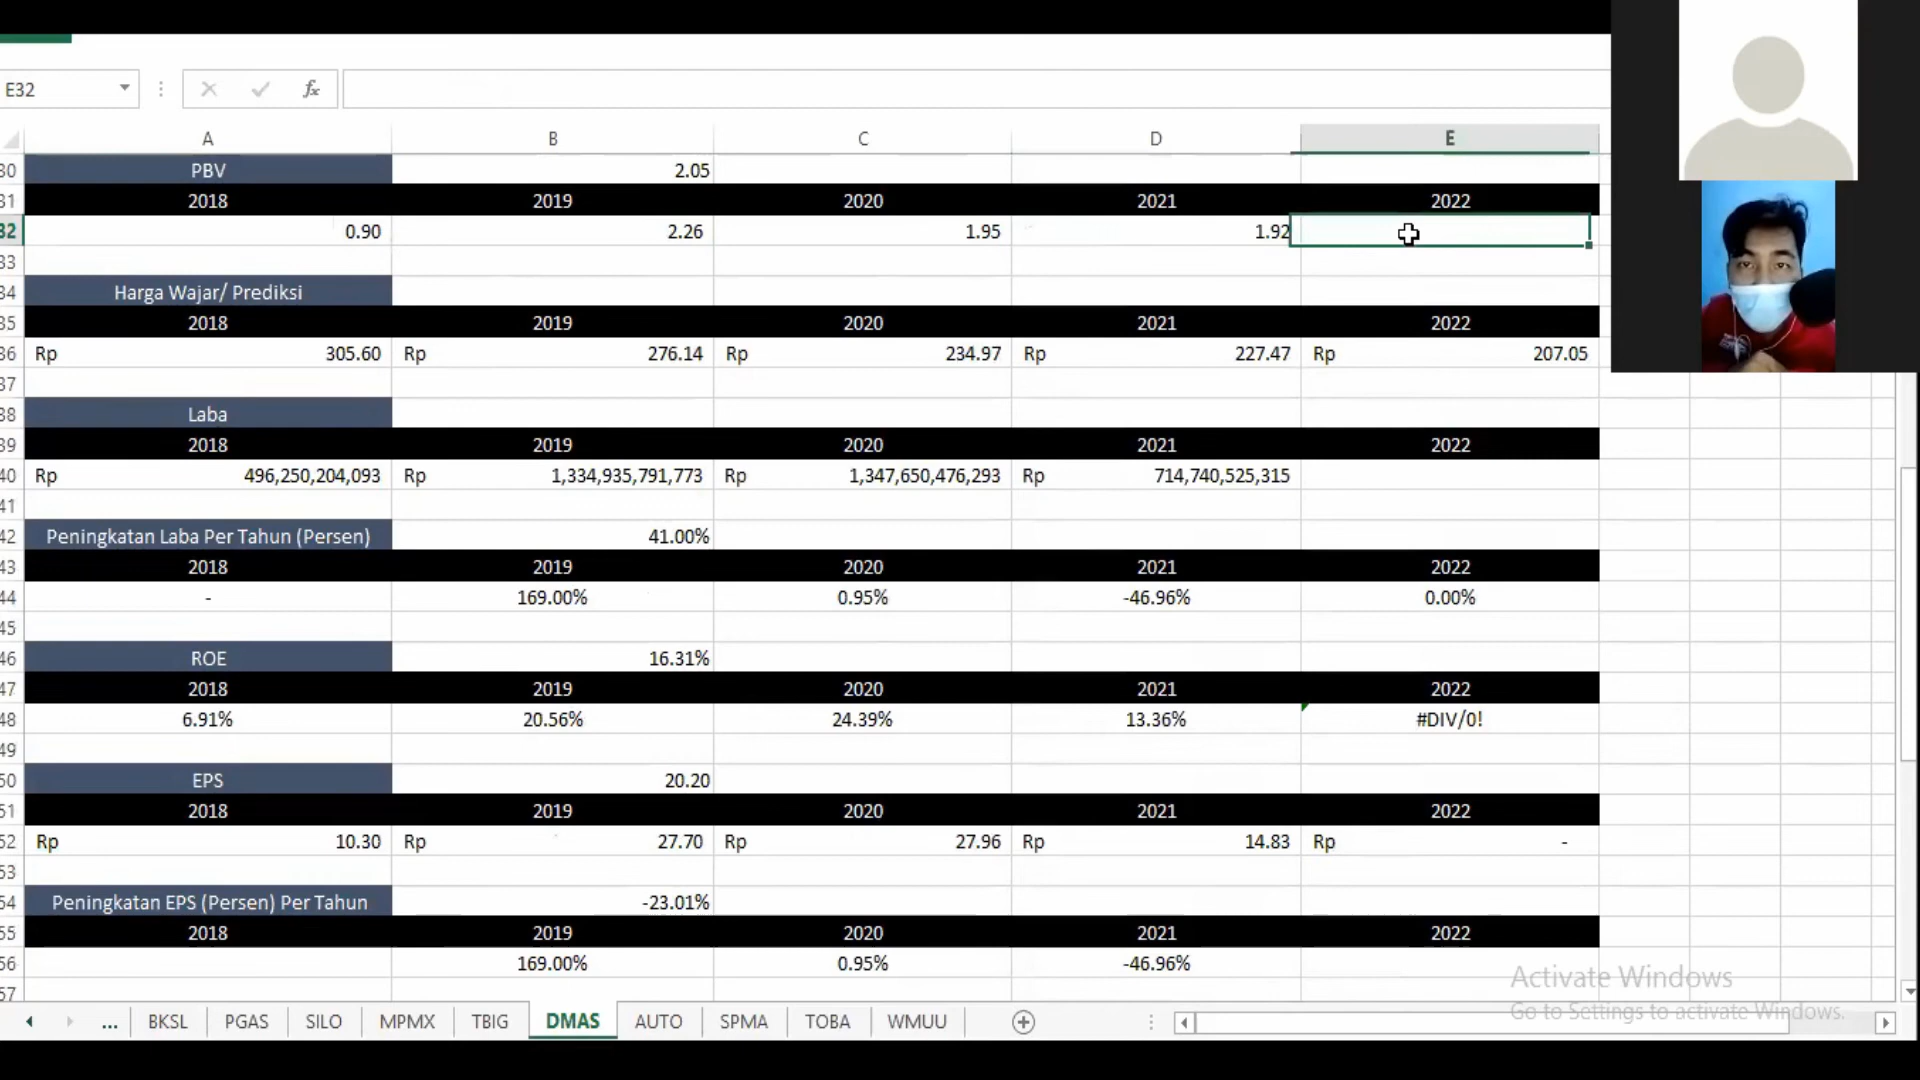 E32
fx
A B C D E
30 PBV 2.05
31 2018 2019 2020 2021 2022
32 0.90 2.26 1.95 1.92
33
34 Harga Wajar/ Prediksi
35 2018 2019 2020 2021 2022
36 Rp 305.60 Rp 276.14 Rp 234.97 Rp 227.47 Rp 207.05
37
38 Laba
39 2018 2019 2020 2021 2022
40 Rp 496,250,204,093 Rp 1,334,935,791,773 Rp 1,347,650,476,293 Rp 714,740,525,315
41
42 Peningkatan Laba Per Tahun (Persen) 41.00%
43 2018 2019 2020 2021 2022
44 - 169.00% 0.95% -46.96% 0.00%
45
46 ROE 16.31%
47 2018 2019 2020 2021 2022
48 6.91% 20.56% 24.39% 13.36% #DIV/0!
49
50 EPS 20.20
51 2018 2019 2020 2021 2022
52 Rp 10.30 Rp 27.70 Rp 27.96 Rp 14.83 Rp -
53
54 Peningkatan EPS (Persen) Per Tahun -23.01%
55 2018 2019 2020 2021 2022
56 169.00% 0.95% -46.96%
57
Activate Windows
Go to Settings to activate Windows.
... BKSL PGAS SILO MPMX TBIG DMAS AUTO SPMA TOBA WMUU